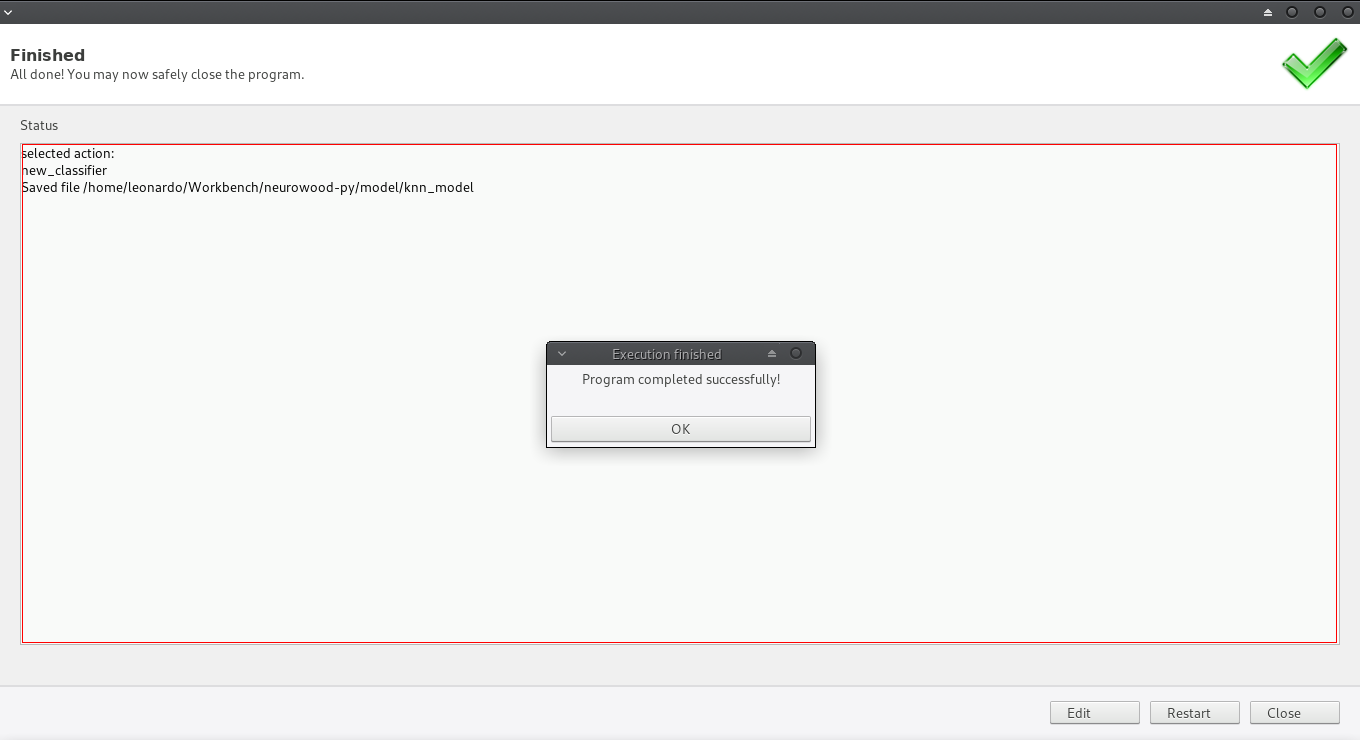 Finished
All done! You may now safely close the program.
Status
selected action:
new_classifier
Saved file /home/leonardo/Workbench/neurowood-py/model/knn_model
Execution finished
Program completed successfully!
OK
Edit
Restart
Close